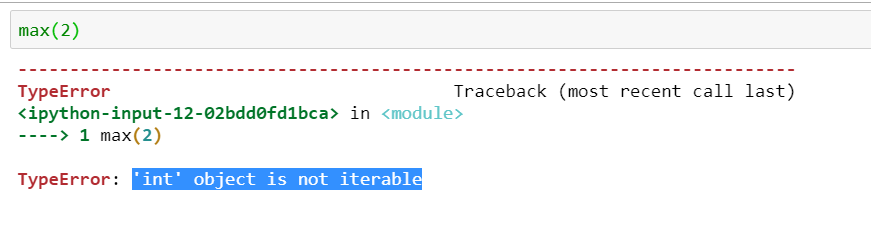 max(2)
---------------------------------------------------------------------------
TypeError                                 Traceback (most recent call last)
<ipython-input-12-02bdd0fd1bca> in <module>
----> 1 max(2)
TypeError: 'int' object is not iterable